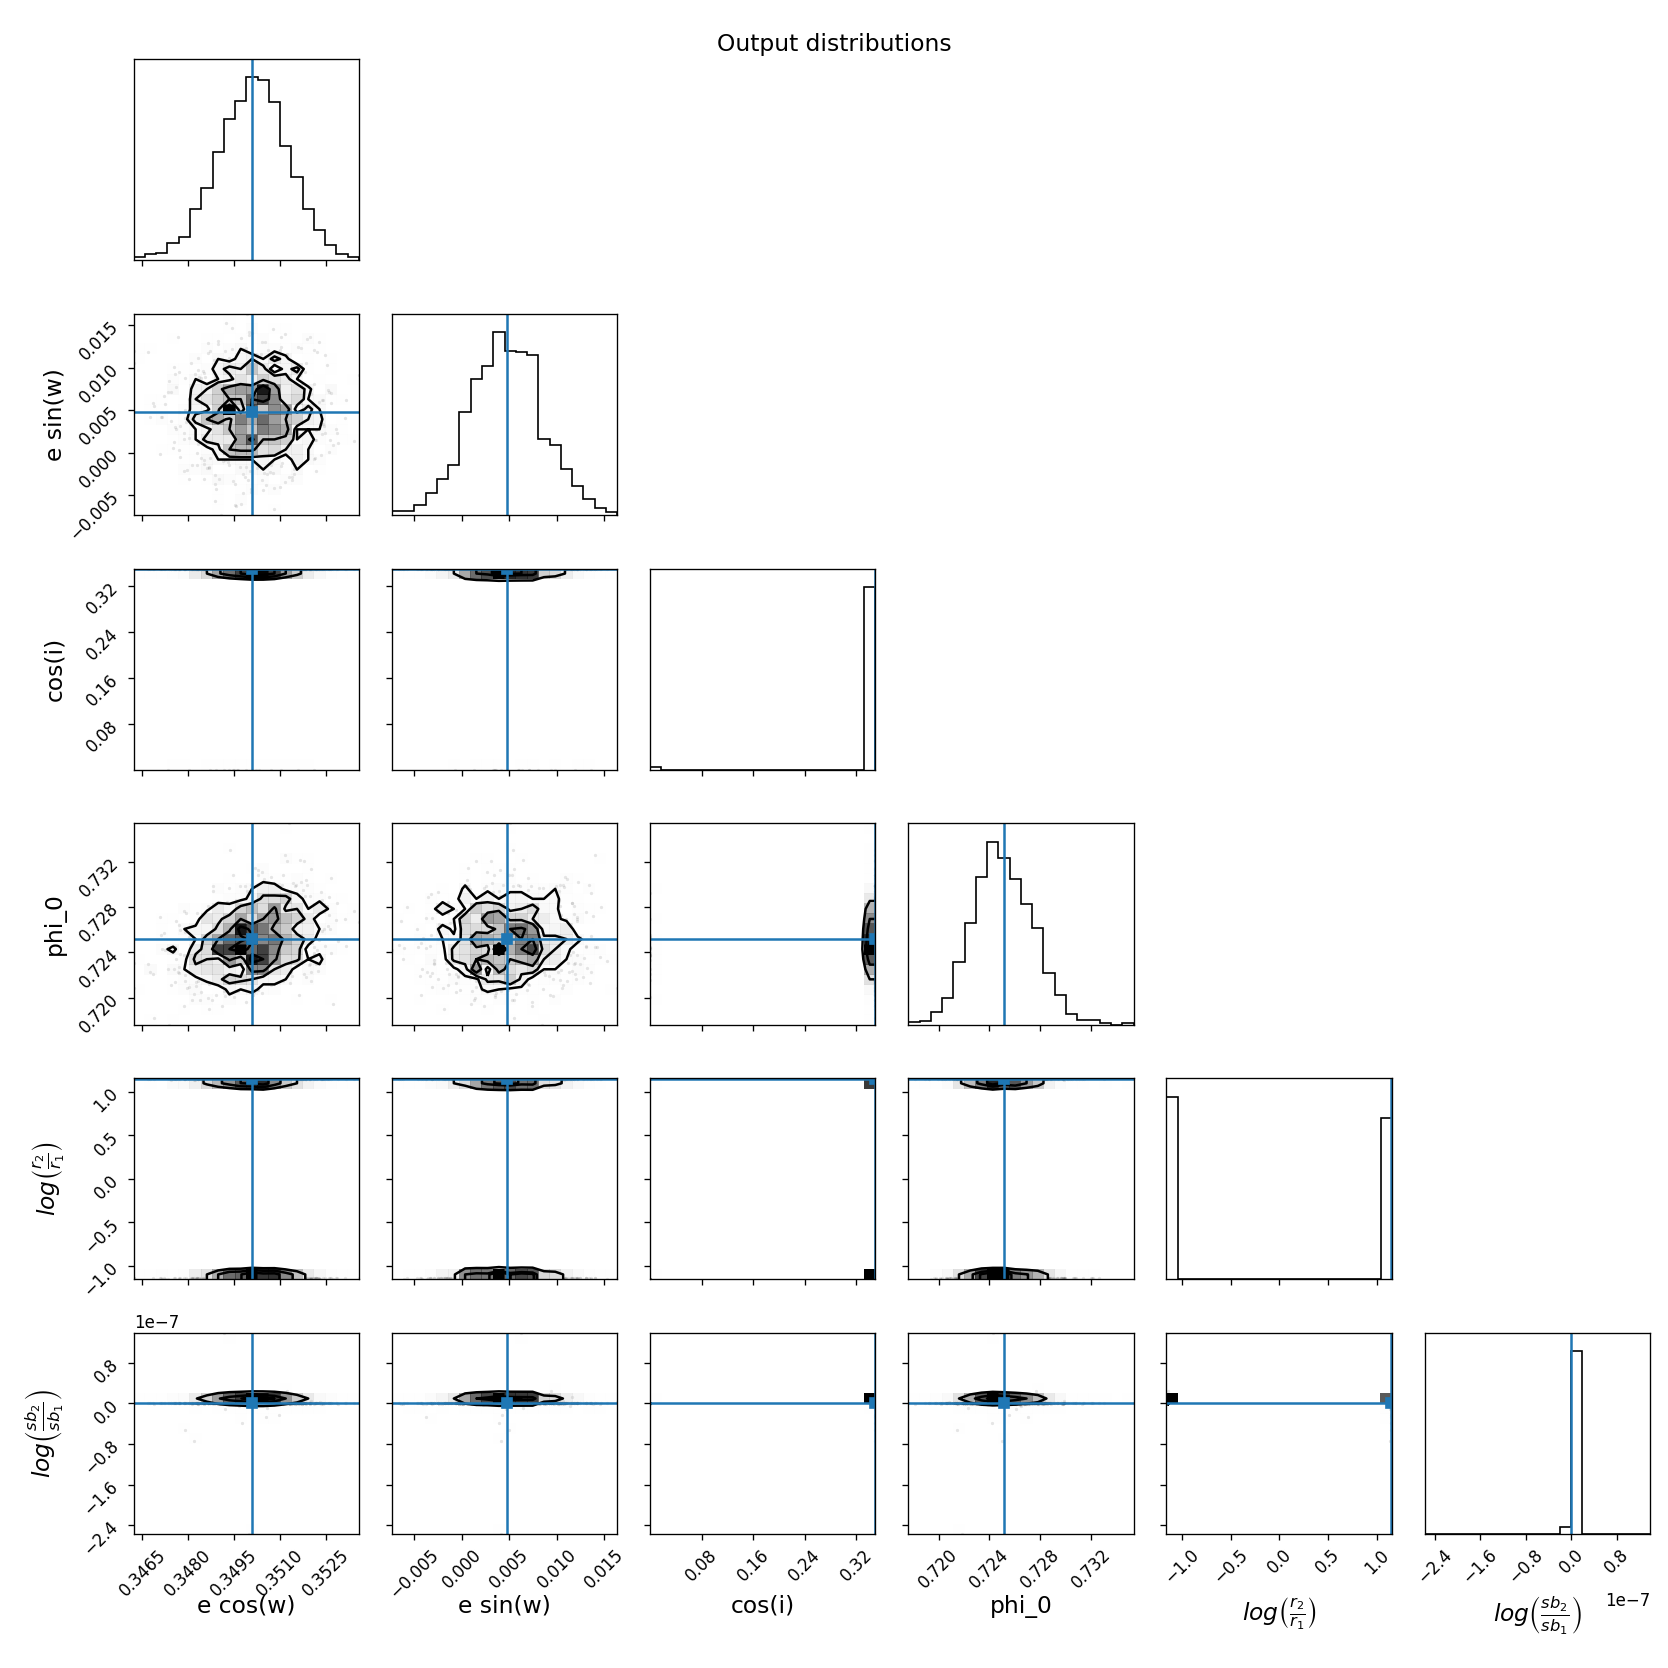 Output distributions
e sin(w)
0.015
0.010
0.005
0.000
−0.005
cos(i)
0.32
0.24
0.16
0.08
phi_0
0.732
0.728
0.724
0.720
log(r2/r1)
1.0
0.5
0.0
−0.5
−1.0
1e−7
log(sb2/sb1)
0.8
0.0
−0.8
−1.6
−2.4
0.3465 0.3480 0.3495 0.3510 0.3525
−0.005 0.000 0.005 0.010 0.015
0.08 0.16 0.24 0.32
0.720 0.724 0.728 0.732
−1.0 −0.5 0.0 0.5 1.0
−2.4 −1.6 −0.8 0.0 0.8
1e−7
e cos(w) e sin(w) cos(i) phi_0 log(r2/r1) log(sb2/sb1)